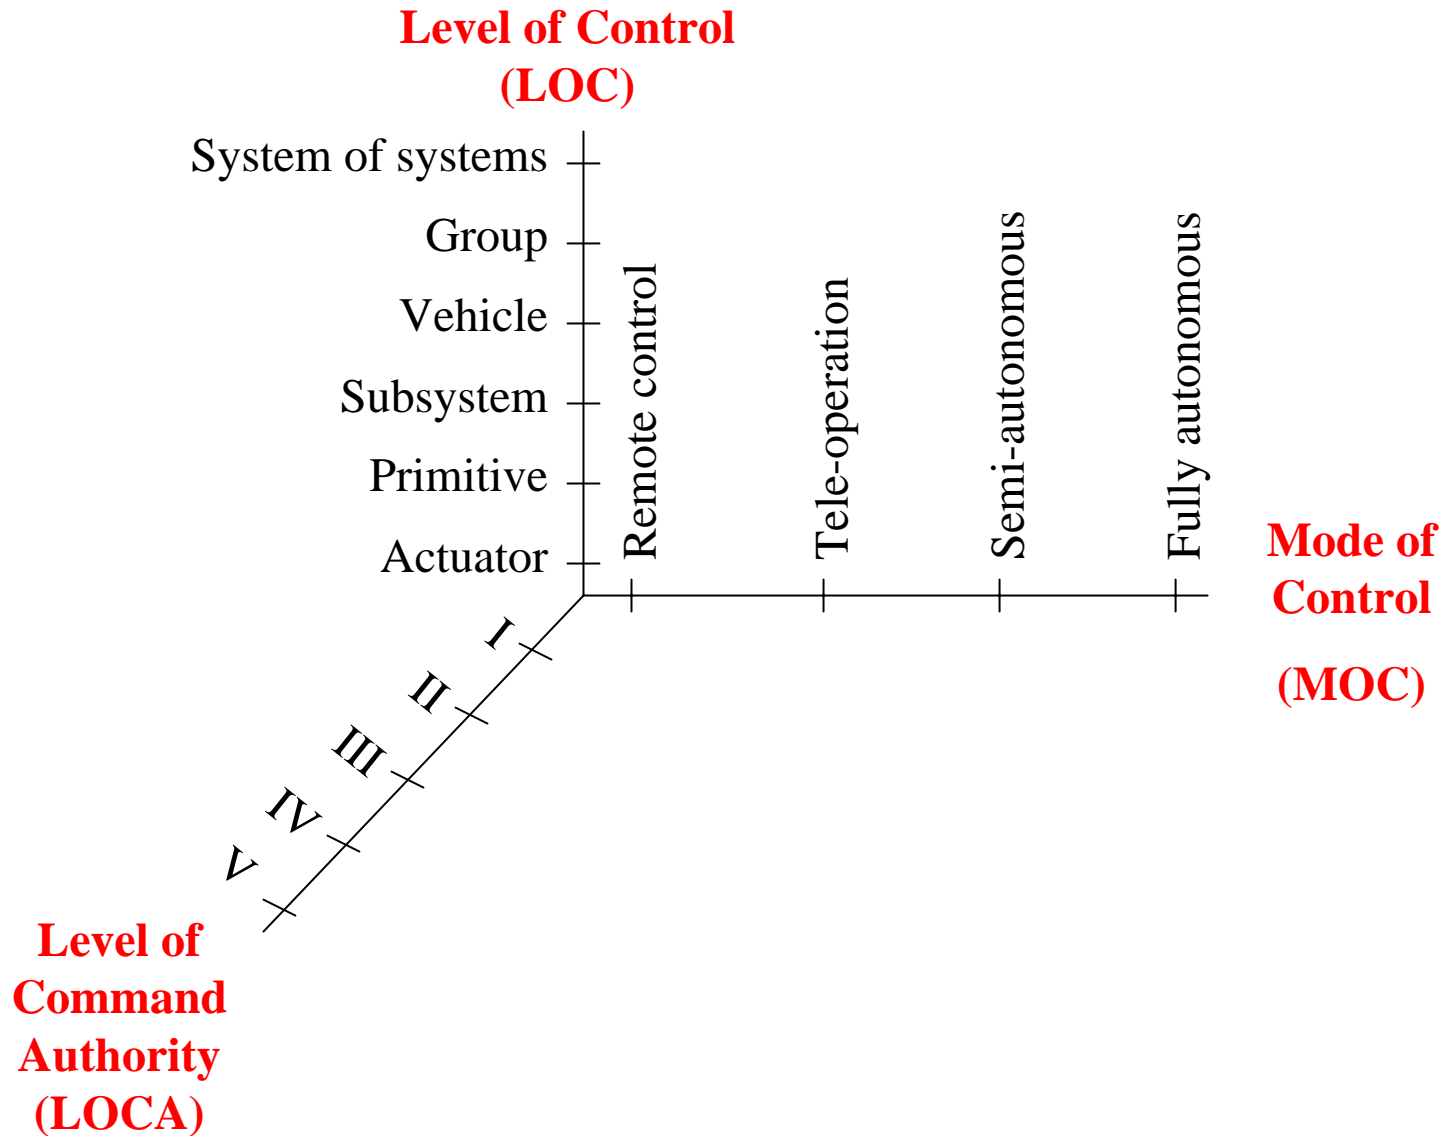 Level of Control
(LOC)
System of systems
Group
Vehicle
Subsystem
Primitive
Actuator
Remote control
Tele-operation
Semi-autonomous
Fully autonomous
Mode of
Control
(MOC)
I
II
III
IV
V
Level of
Command
Authority
(LOCA)